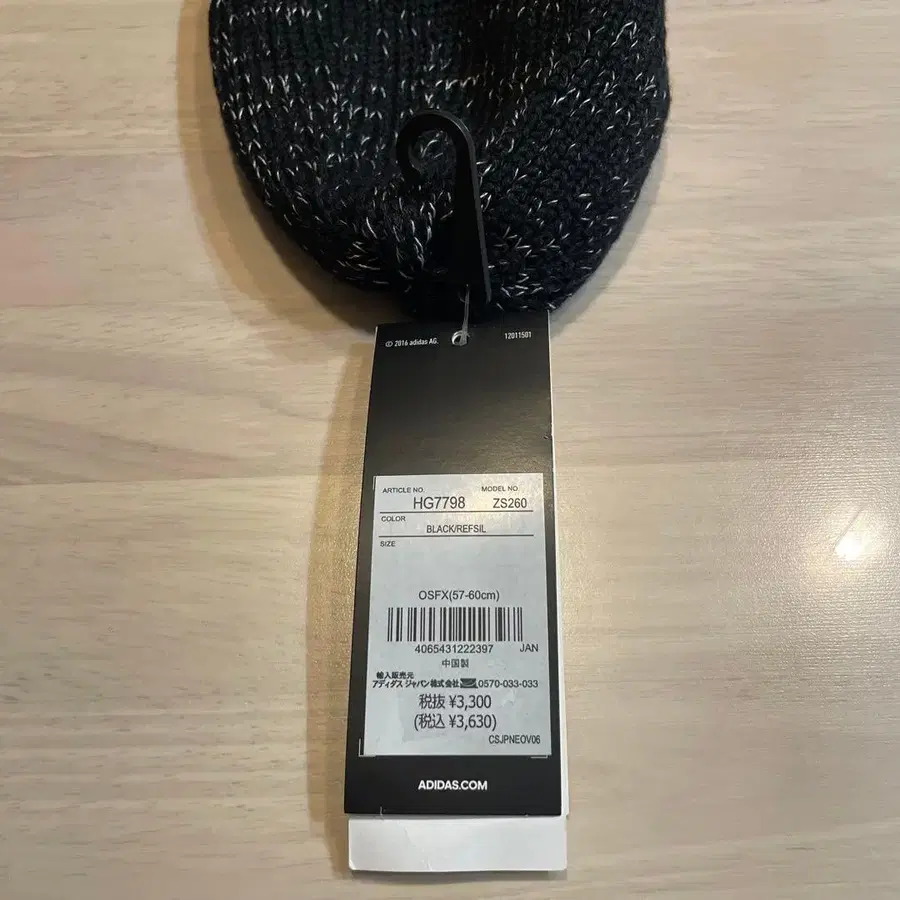 © 2016 adidas AG. 12011501
ARTICLE NO. MODEL NO.
HG7798 ZS260
COLOR
BLACK/REFSIL
SIZE
OSFX(57-60cm)
4065431222397 JAN
中国製
輸入販売元
アディダス ジャパン株式会社 0570-033-033
税抜 ¥3,300
(税込 ¥3,630)
CSJPNEOV06
ADIDAS.COM